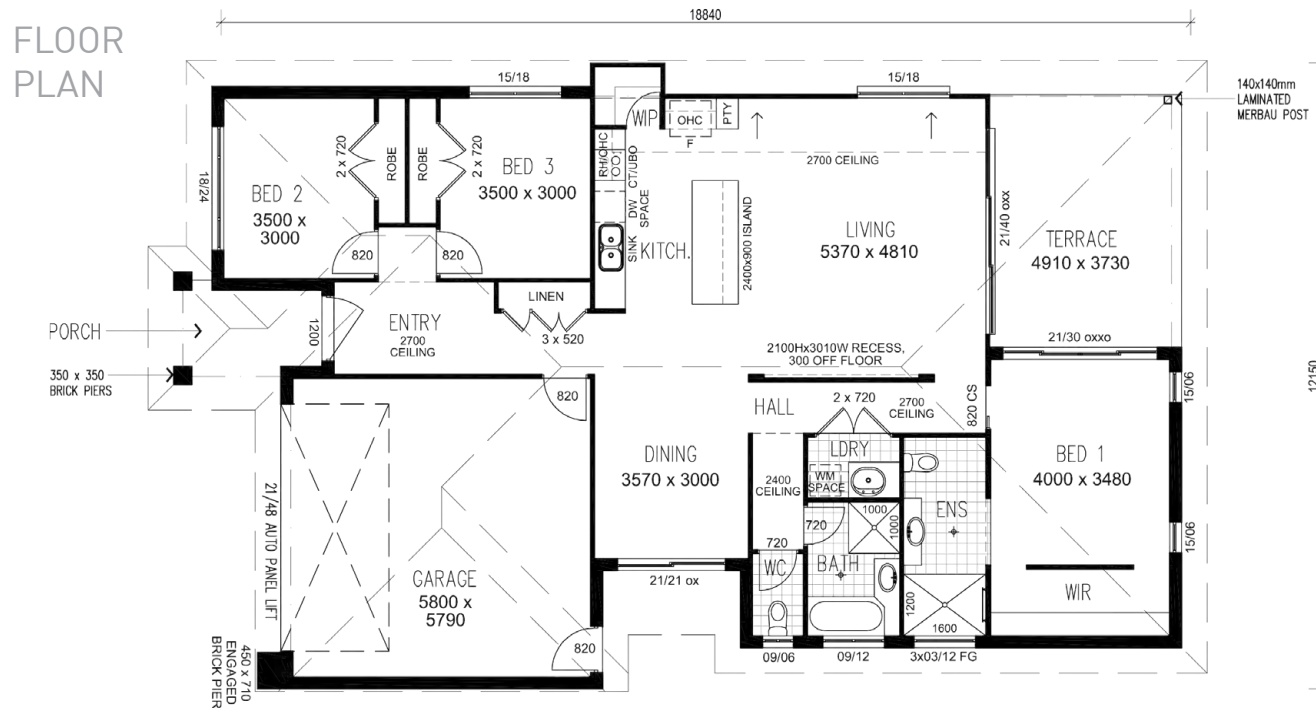 FLOOR
PLAN
18840
15/18
15/18
140x140mm
LAMINATED
MERBAU POST
WIP
OHC
F
PTY
2 x 720
ROBE
ROBE
2 x 720
BED 3
3500 x 3000
RH/OHC
CT/UBO
2700 CEILING
18/24
BED 2
3500 x
3000
DW
SPACE
SINK
KITCH.
2400x900 ISLAND
LIVING
5370 x 4810
21/40 oxx
TERRACE
4910 x 3730
820
820
LINEN
3 x 520
PORCH
1200
ENTRY
2700
CEILING
2100Hx3010W RECESS,
300 OFF FLOOR
21/30 oxxo
350 x 350
BRICK PIERS
12150
820
HALL
2 x 720
2700
CEILING
820 CS
15/06
DINING
3570 x 3000
LDRY
WM
SPACE
2400
CEILING
BED 1
4000 x 3480
21/48 AUTO PANEL LIFT
1000
1000
ENS
720
720
15/06
GARAGE
5800 x
5790
21/21 ox
WC
BATH
WIR
1200
1600
820
450 x 710
ENGAGED
BRICK PIER
09/06
09/12
3x03/12 FG